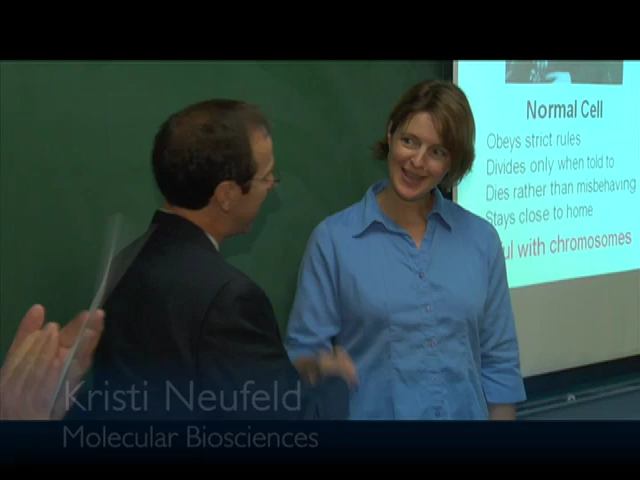 Normal Cell
Obeys strict rules
Divides only when told to
Dies rather than misbehaving
Stays close to home
with chromosomes
Kristi Neufeld
Molecular Biosciences